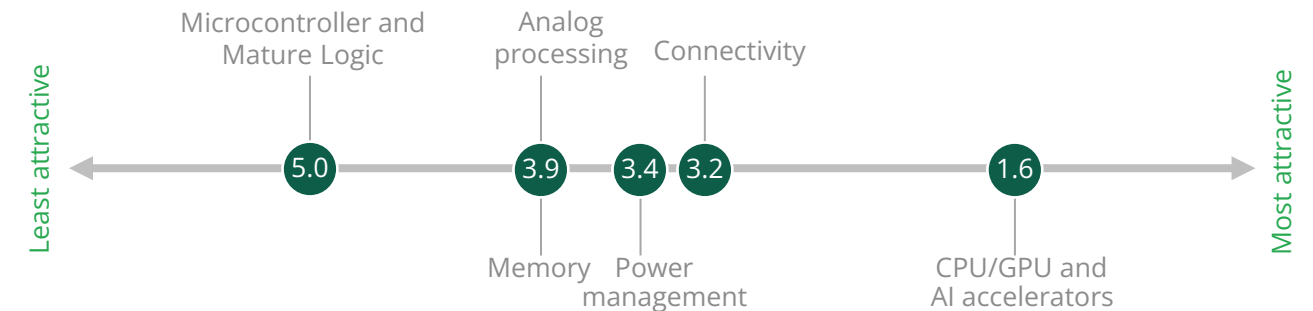 Microcontroller and
Mature Logic
Analog
processing
Connectivity
Least attractive
5.0
3.9
3.4
3.2
1.6
Most attractive
Memory
Power
management
CPU/GPU and
AI accelerators